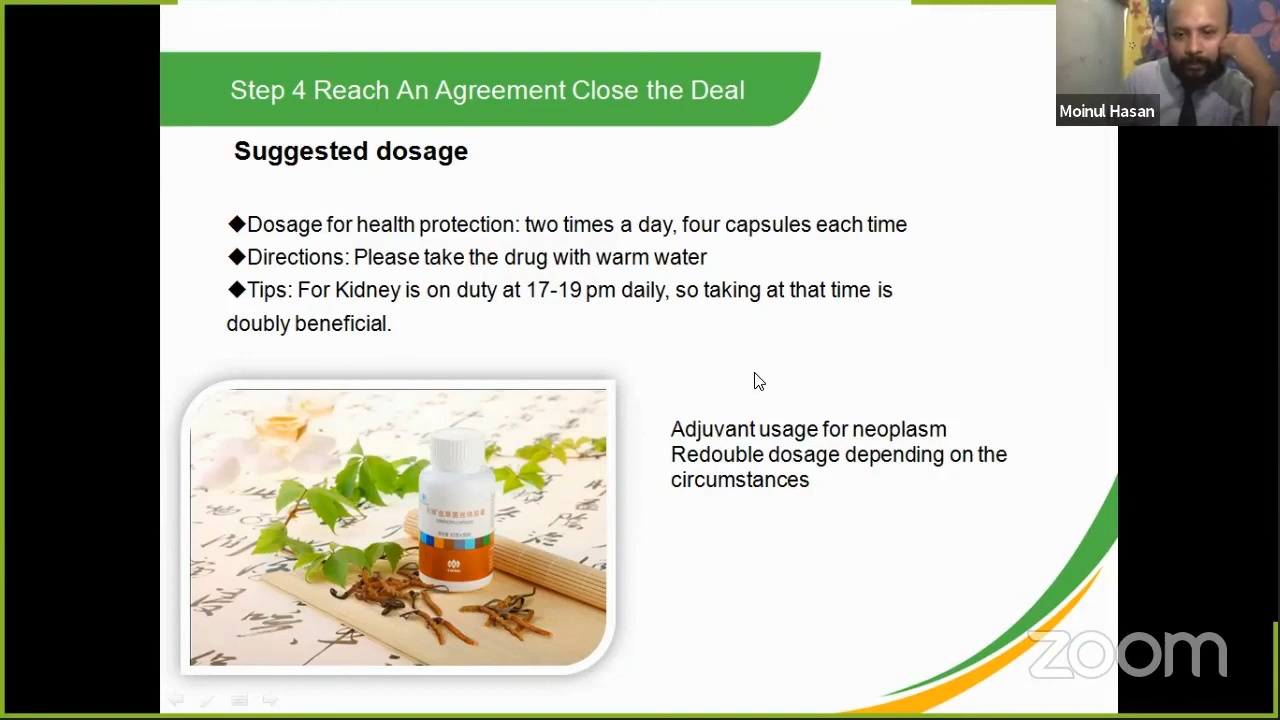 Step 4 Reach An Agreement Close the Deal
Moinul Hasan
Suggested dosage
◆Dosage for health protection: two times a day, four capsules each time
◆Directions: Please take the drug with warm water
◆Tips: For Kidney is on duty at 17-19 pm daily, so taking at that time is
doubly beneficial.
Adjuvant usage for neoplasm
Redouble dosage depending on the
circumstances
zoom